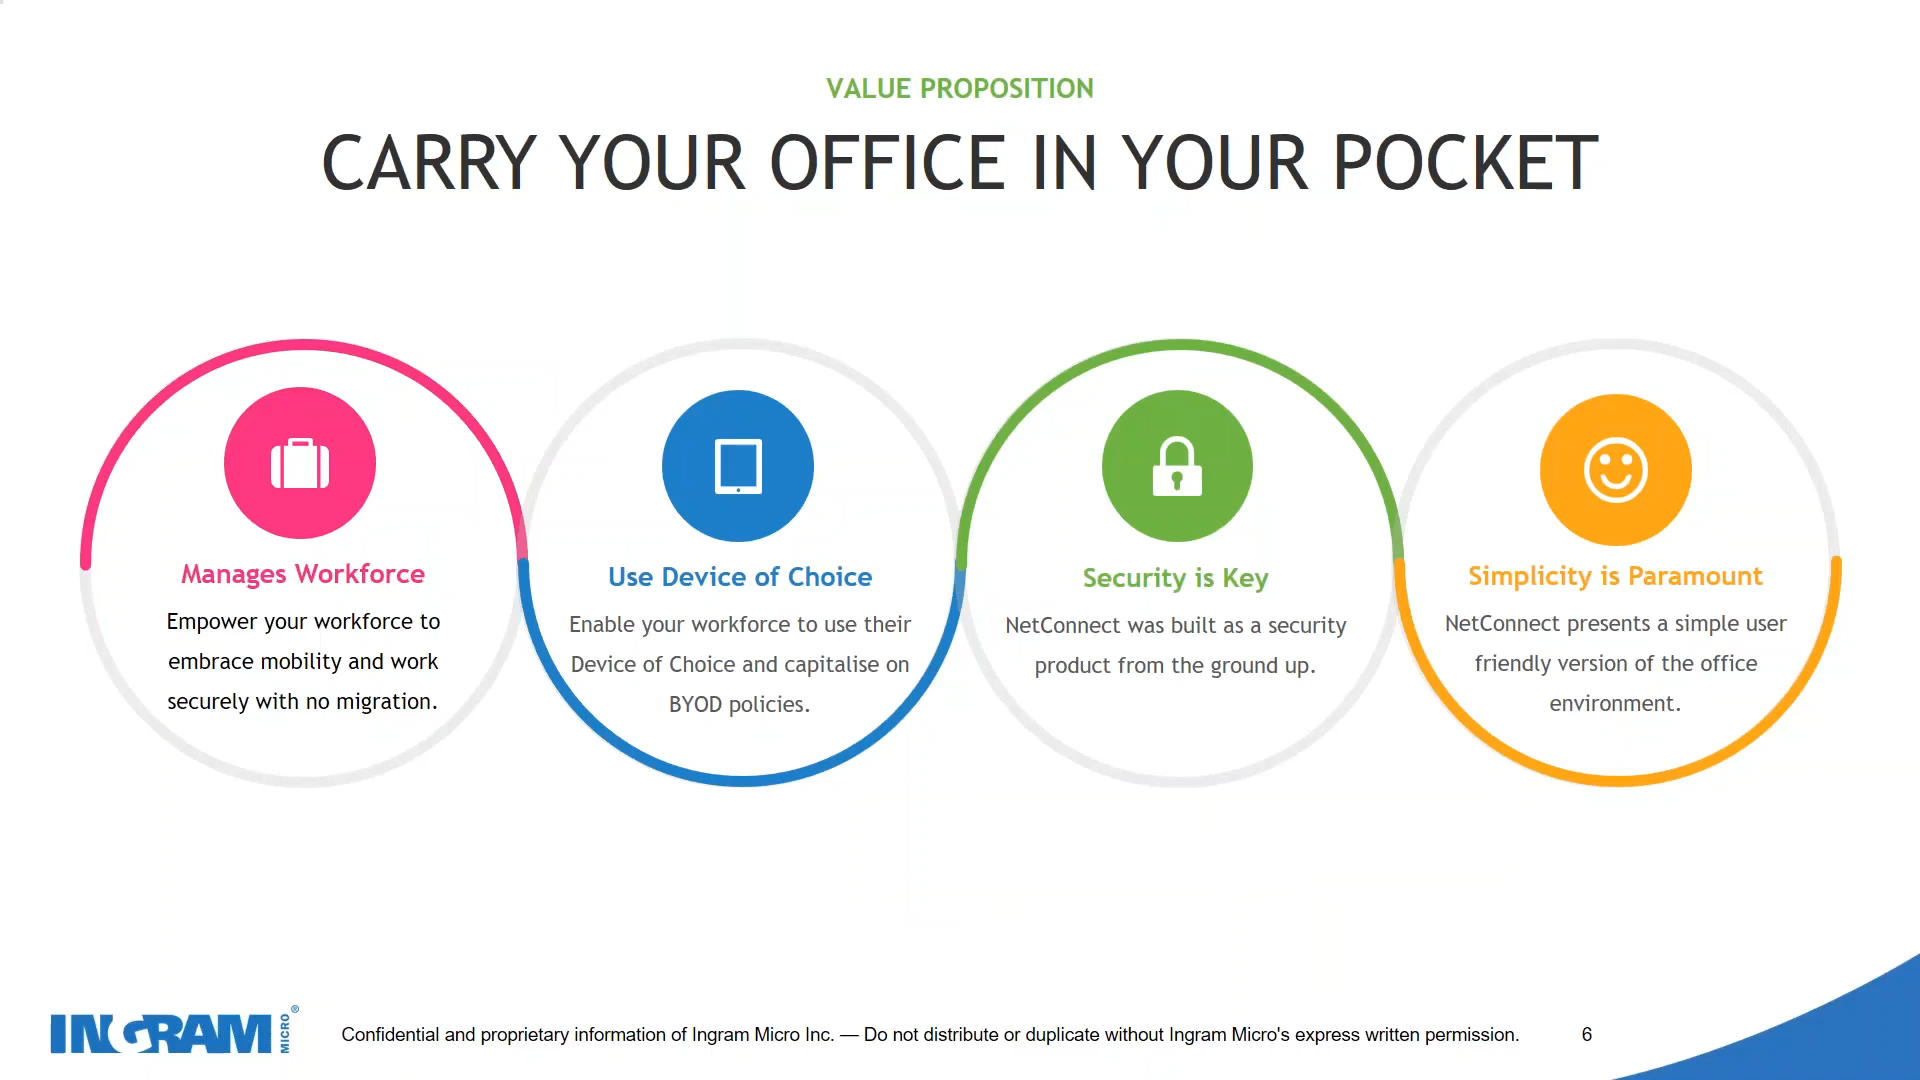 VALUE PROPOSITION
CARRY YOUR OFFICE IN YOUR POCKET
Manages Workforce
Empower your workforce to
embrace mobility and work
securely with no migration.
Use Device of Choice
Enable your workforce to use their
Device of Choice and capitalise on
BYOD policies.
Security is Key
NetConnect was built as a security
product from the ground up.
Simplicity is Paramount
NetConnect presents a simple user
friendly version of the office
environment.
INGRAM MICRO®
Confidential and proprietary information of Ingram Micro Inc. — Do not distribute or duplicate without Ingram Micro's express written permission.
6